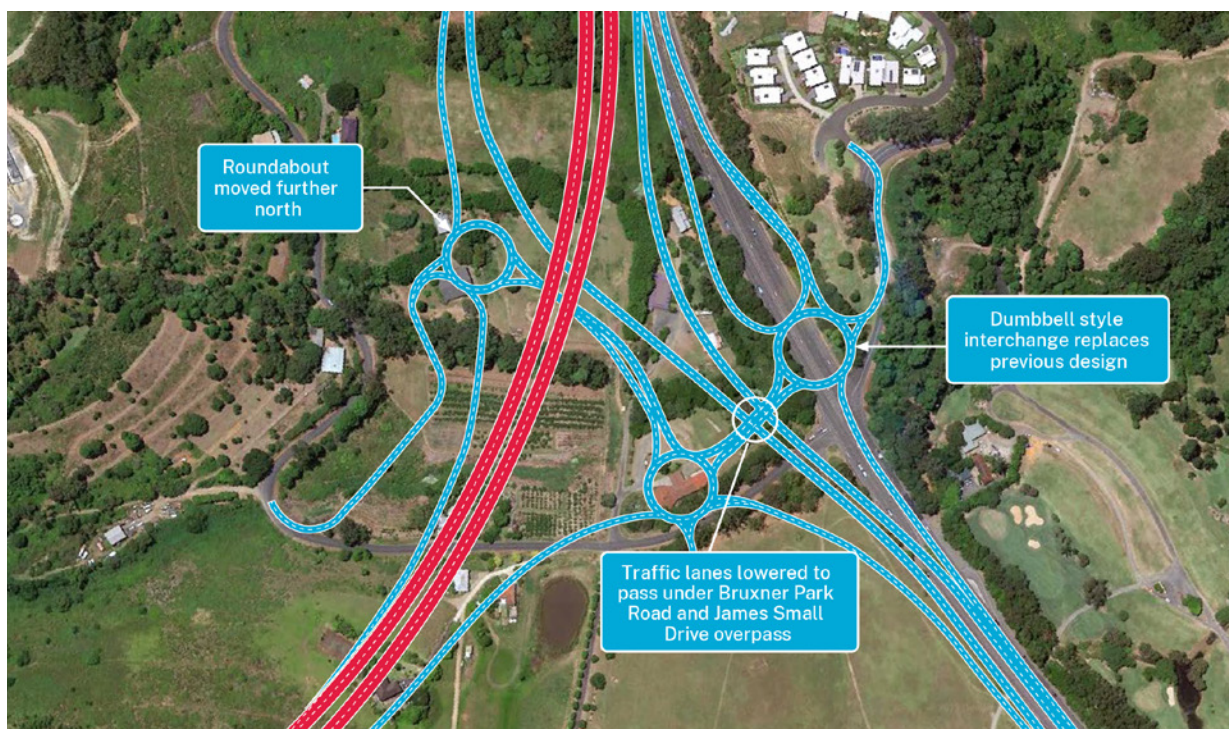 Roundabout
moved further
north
Dumbbell style
interchange replaces
previous design
Traffic lanes lowered to
pass under Bruxner Park
Road and James Small
Drive overpass